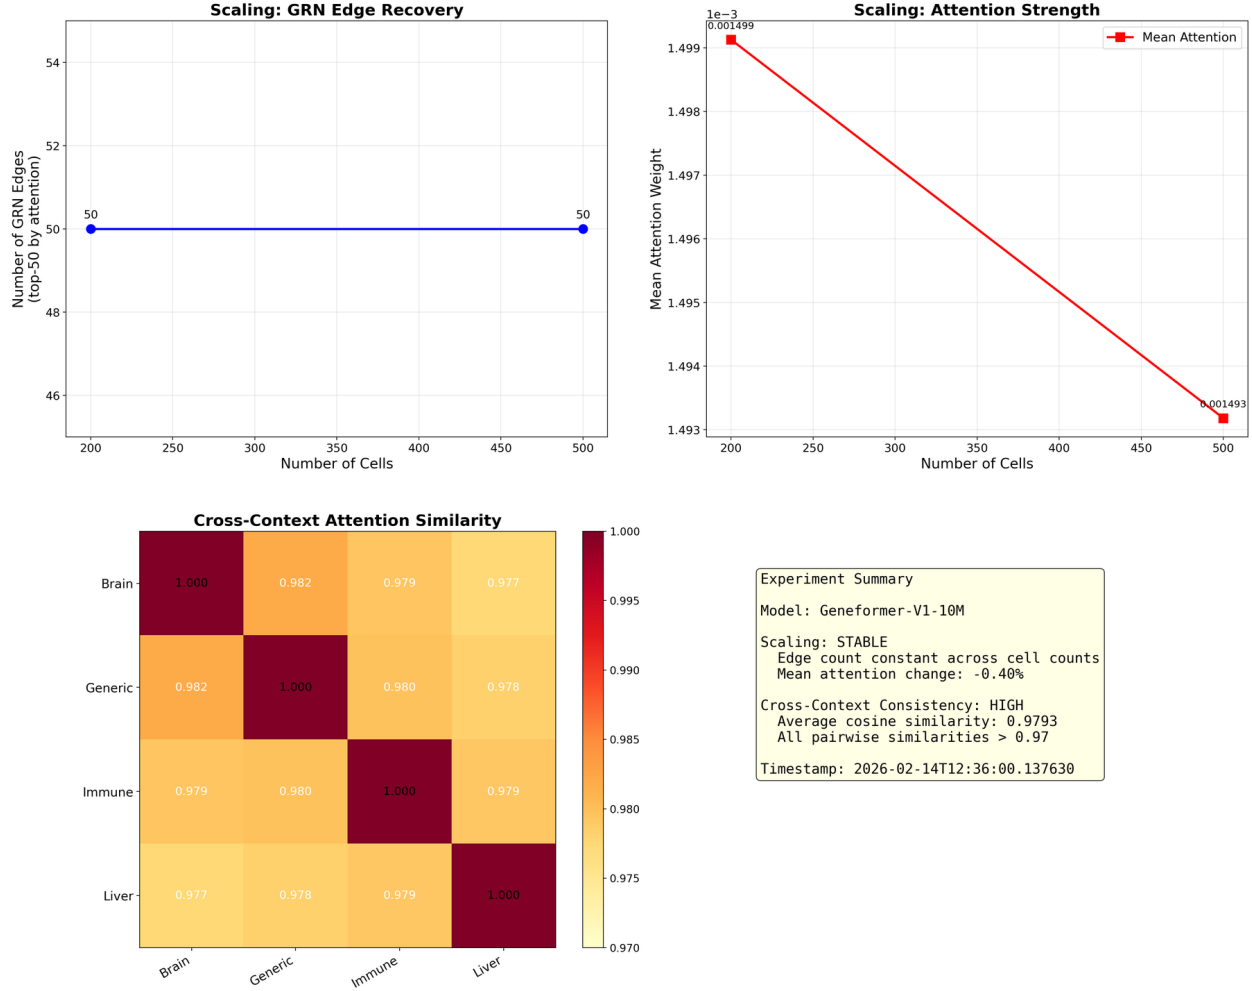 Scaling: GRN Edge Recovery
54
52
50
48
46
Number of GRN Edges
(top-50 by attention)
50
50
200
250
300
350
400
450
500
Number of Cells
Scaling: Attention Strength
1e−3
0.001499
Mean Attention
1.499
1.498
1.497
1.496
1.495
1.494
1.493
Mean Attention Weight
0.001493
200
250
300
350
400
450
500
Number of Cells
Cross-Context Attention Similarity
Brain
1.000 0.982 0.979 0.977
Generic
0.982 1.000 0.980 0.978
Immune
0.979 0.980 1.000 0.979
Liver
0.977 0.978 0.979 1.000
Brain
Generic
Immune
Liver
1.000
0.995
0.990
0.985
0.980
0.975
0.970
Experiment Summary
Model: Geneformer-V1-10M
Scaling: STABLE
Edge count constant across cell counts
Mean attention change: -0.40%
Cross-Context Consistency: HIGH
Average cosine similarity: 0.9793
All pairwise similarities > 0.97
Timestamp: 2026-02-14T12:36:00.137630